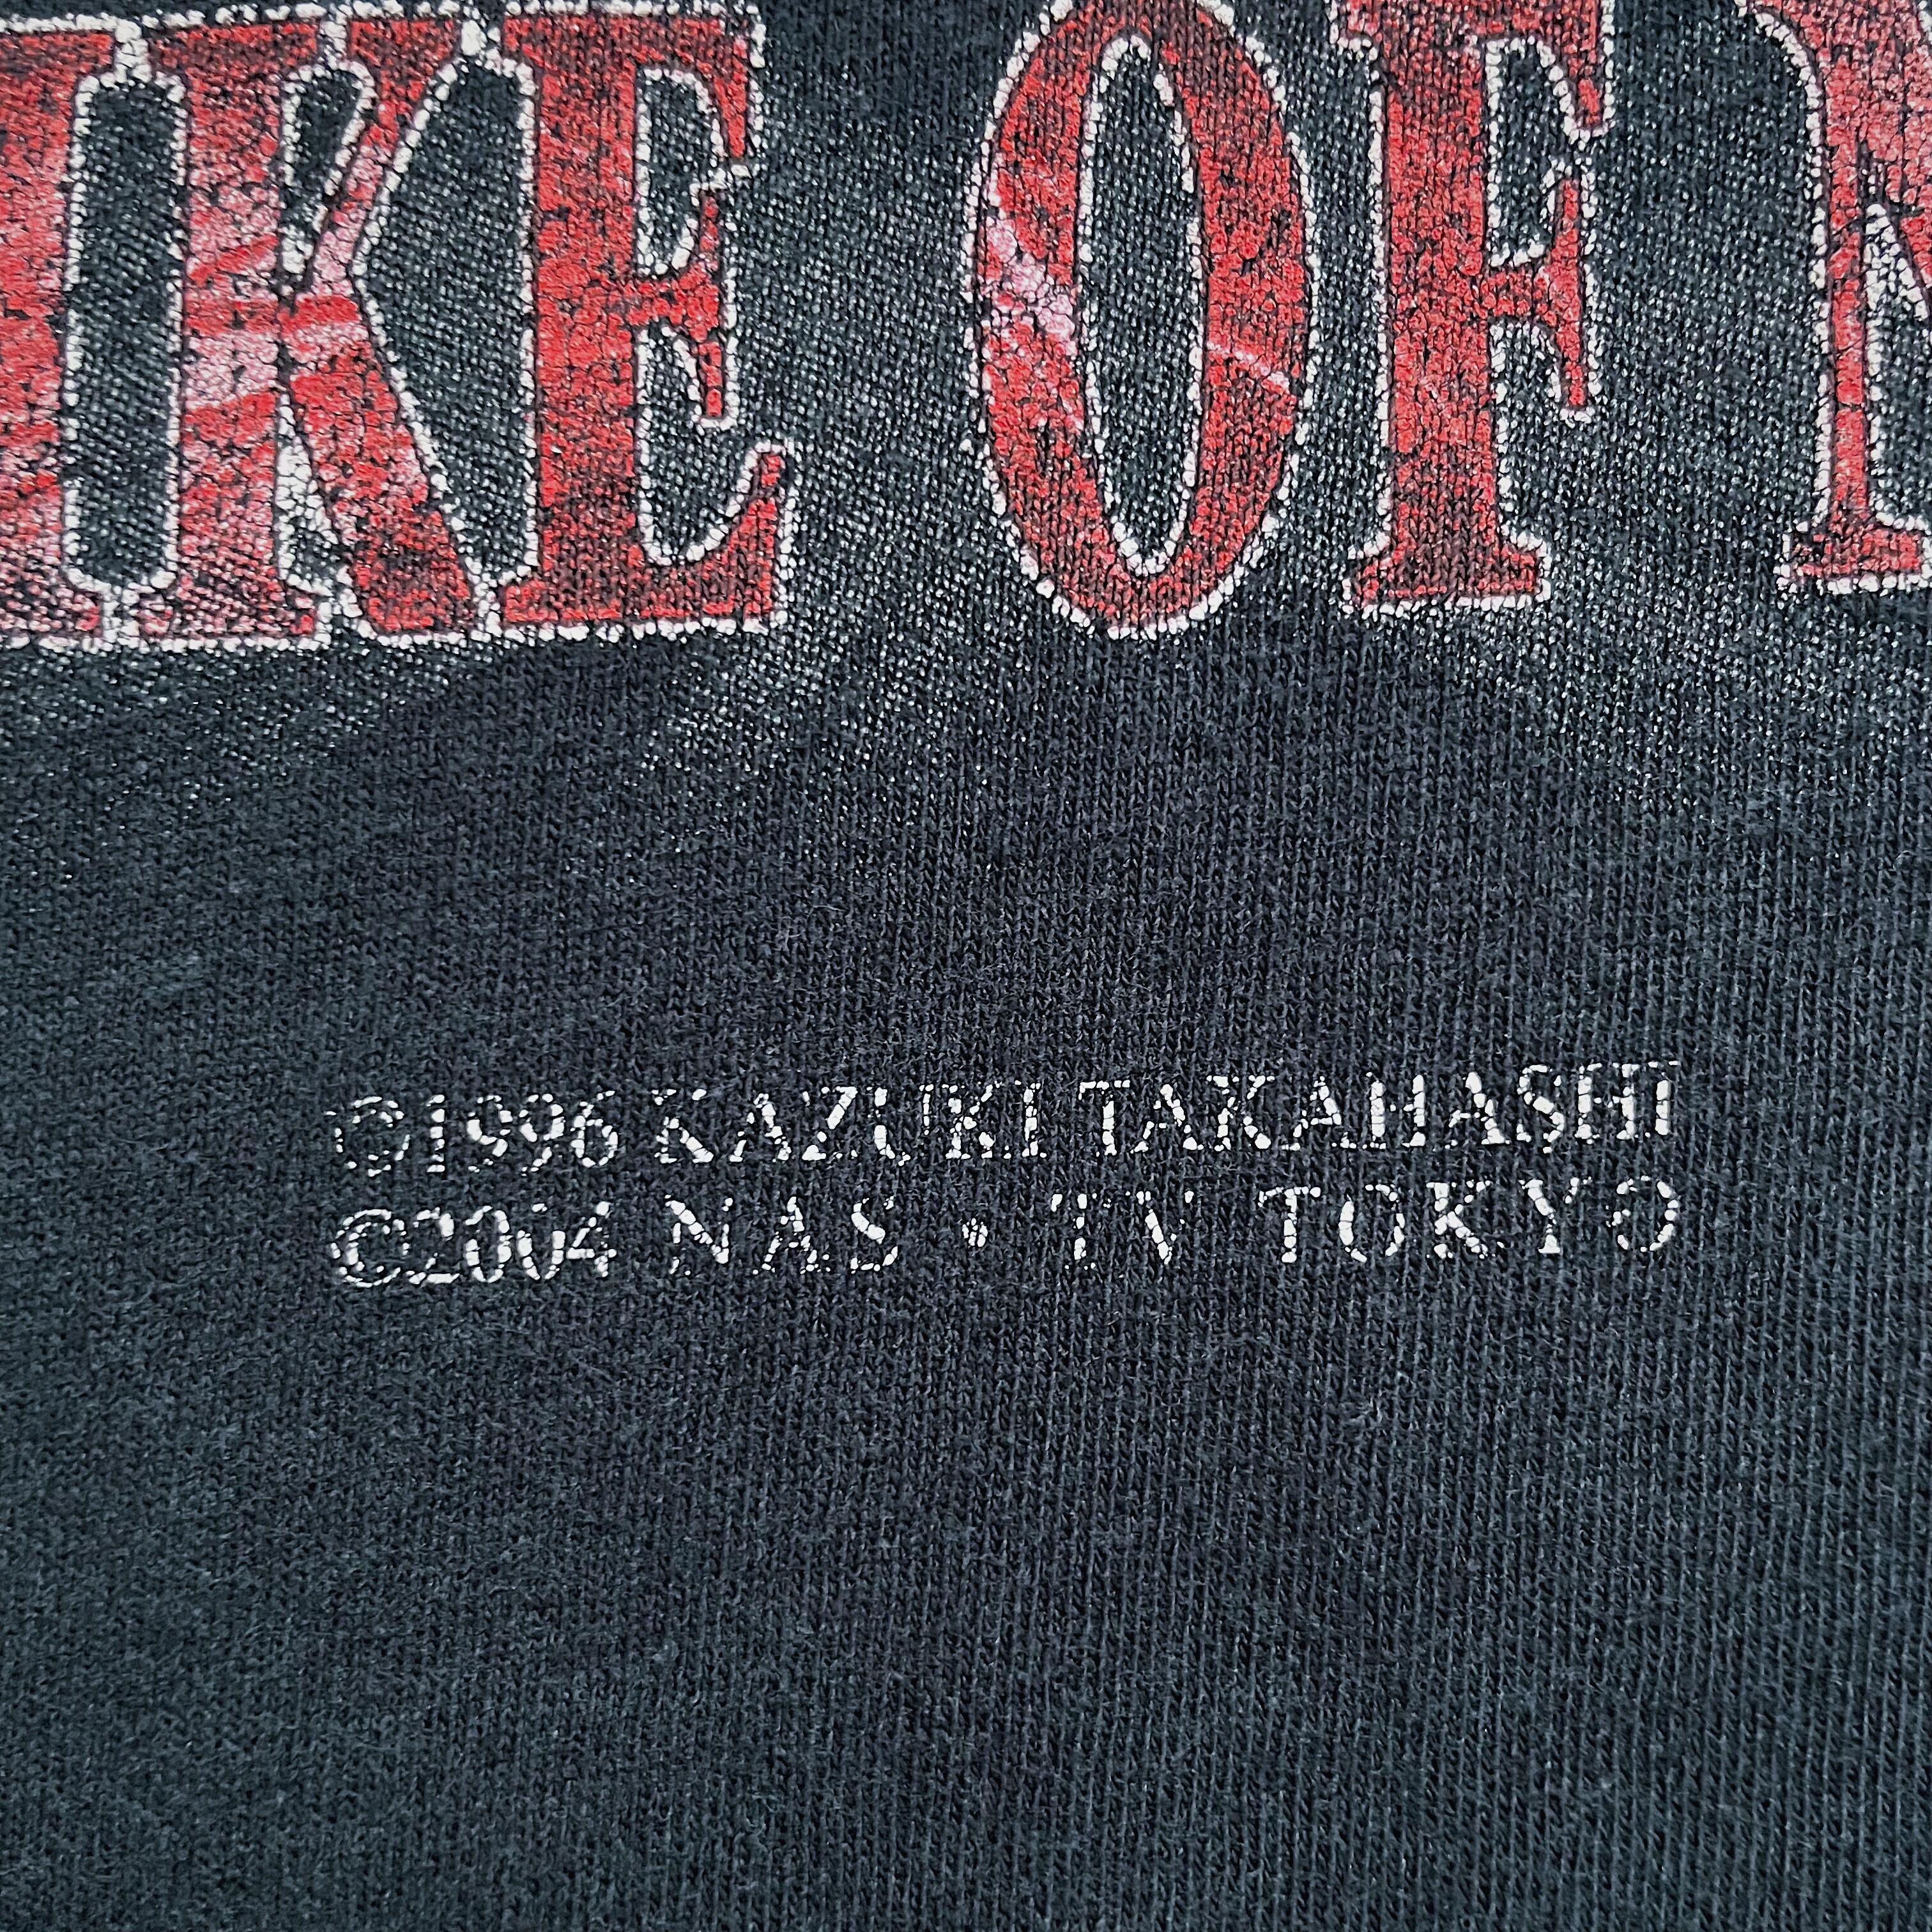 IKE OF
©1996 KAZUKI TAKAHASHI
©2004 NAS • TV TOKYO